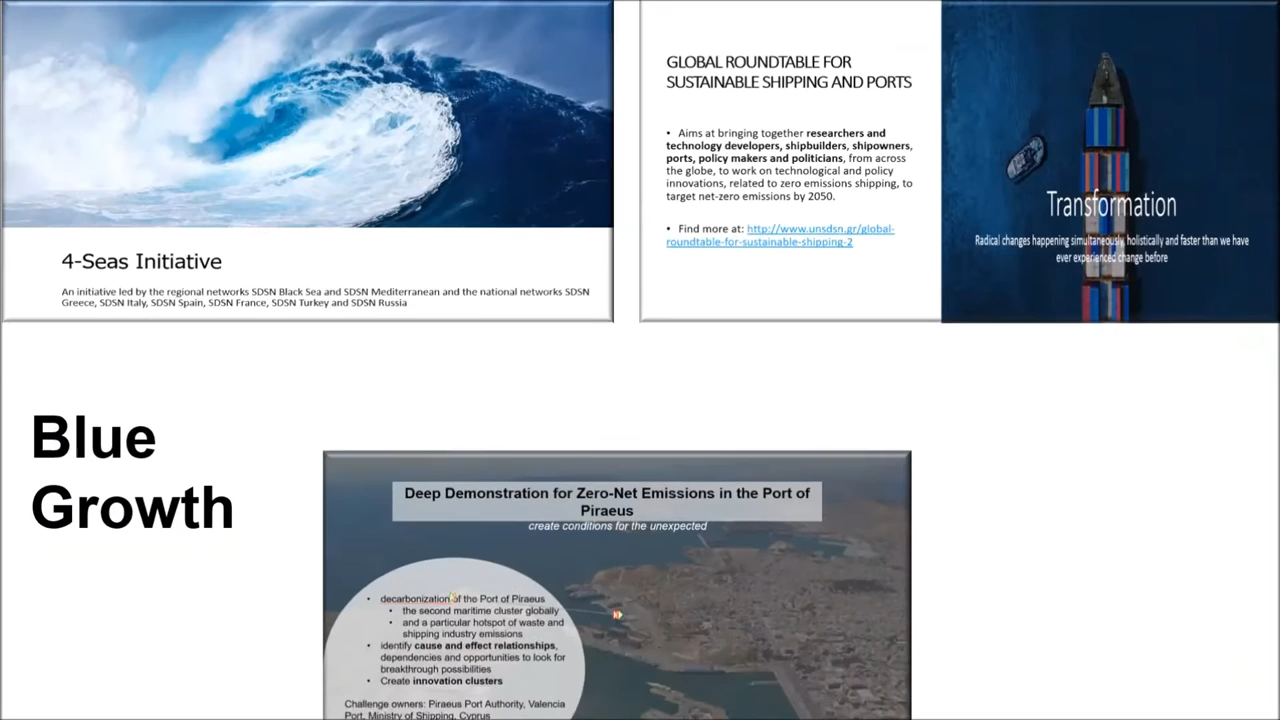 4-Seas Initiative
An initiative led by the regional networks SDSN Black Sea and SDSN Mediterranean and the national networks SDSN
Greece, SDSN Italy, SDSN Spain, SDSN France, SDSN Turkey and SDSN Russia
GLOBAL ROUNDTABLE FOR
SUSTAINABLE SHIPPING AND PORTS
• Aims at bringing together researchers and
technology developers, shipbuilders, shipowners,
ports, policy makers and politicians, from across
the globe, to work on technological and policy
innovations, related to zero emissions shipping, to
target net-zero emissions by 2050.
• Find more at: http://www.unsdsn.gr/global-
roundtable-for-sustainable-shipping-2
Transformation
Radical changes happening simultaneously, holistically and faster than we have
ever experienced change before
Blue
Growth
Deep Demonstration for Zero-Net Emissions in the Port of
Piraeus
create conditions for the unexpected
• decarbonization of the Port of Piraeus
• the second maritime cluster globally
• and a particular hotspot of waste and
shipping industry emissions
• identify cause and effect relationships,
dependencies and opportunities to look for
breakthrough possibilities
• Create innovation clusters
Challenge owners: Piraeus Port Authority, Valencia
Port, Ministry of Shipping, Cyprus